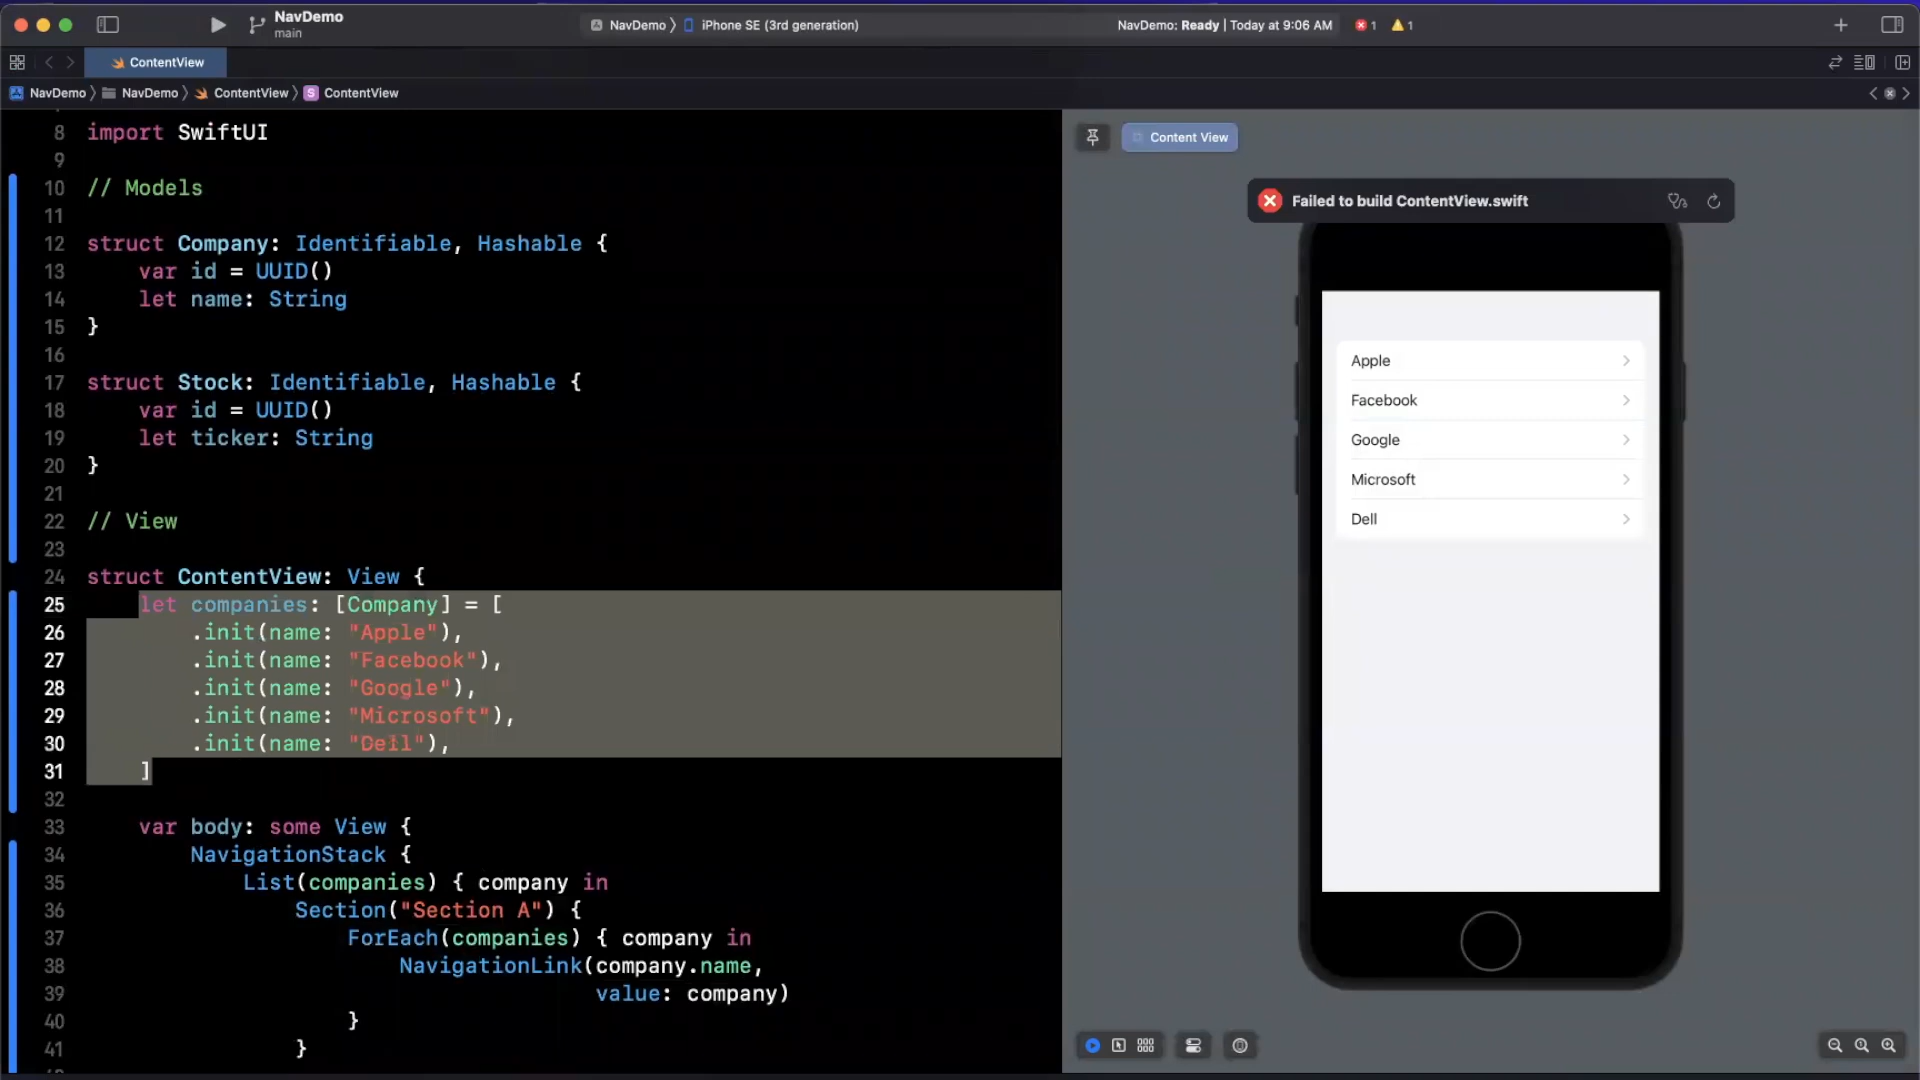 NavDemo
main
NavDemo
iPhone SE (3rd generation)
NavDemo: Ready | Today at 9:06 AM
1
1
ContentView
NavDemo
NavDemo
ContentView
S
ContentView
8 import SwiftUI
9
10 // Models
11
12 struct Company: Identifiable, Hashable {
13 var id = UUID()
14 let name: String
15 }
16
17 struct Stock: Identifiable, Hashable {
18 var id = UUID()
19 let ticker: String
20 }
21
22 // View
23
24 struct ContentView: View {
25 let companies: [Company] = [
26 .init(name: "Apple"),
27 .init(name: "Facebook"),
28 .init(name: "Google"),
29 .init(name: "Microsoft"),
30 .init(name: "Dell"),
31 ]
32
33 var body: some View {
34 NavigationStack {
35 List(companies) { company in
36 Section("Section A") {
37 ForEach(companies) { company in
38 NavigationLink(company.name,
39 value: company)
40 }
41 }
Content View
Failed to build ContentView.swift
Apple
Facebook
Google
Microsoft
Dell